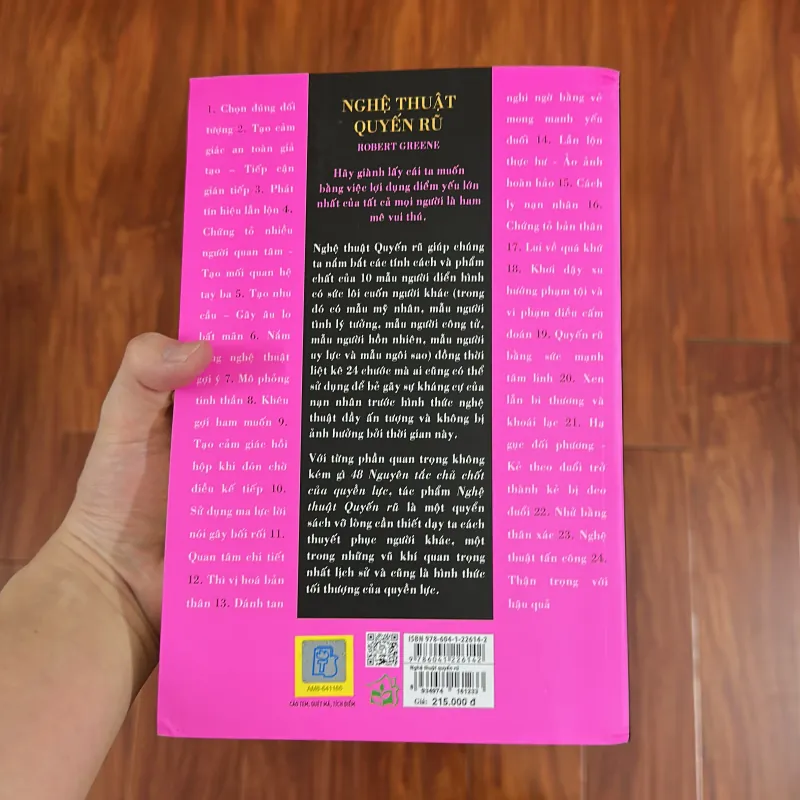 1. Chọn đúng đối
tượng 2. Tạo cảm
giác an toàn giả
tạo – Tiếp cận
gián tiếp 3. Phát
tín hiệu lẫn lộn 4.
Chứng tỏ nhiều
người quan tâm –
Tạo mối quan hệ
tay ba 5. Tạo nhu
cầu – Gây âu lo
bất mãn 6. Nắm
nghệ thuật
gợi ý 7. Mô phỏng
tinh thần 8. Khêu
gợi ham muốn 9.
Tạo cảm giác hồi
hộp khi đón chờ
điều kế tiếp 10.
Sử dụng ma lực lời
nói gây bối rối 11.
Quan tâm chi tiết
12. Thi vị hoá bản
thân 13. Đánh tan
NGHỆ THUẬT
QUYẾN RŨ
ROBERT GREENE
Hãy giành lấy cái ta muốn
bằng việc lợi dụng điểm yếu lớn
nhất của tất cả mọi người là ham
mê vui thú.
Nghệ thuật Quyến rũ giúp chúng
ta nắm bắt các tính cách và phẩm
chất của 10 mẫu người điển hình
có sức lôi cuốn người khác (trong
đó có mẫu mỹ nhân, mẫu người
tình lý tưởng, mẫu người công tử,
mẫu người hồn nhiên, mẫu người
uy lực và mẫu ngôi sao) đồng thời
liệt kê 24 chước mà ai cũng có thể
sử dụng để bẻ gãy sự kháng cự của
nạn nhân trước hình thức nghệ
thuật đầy ấn tượng và không bị
ảnh hưởng bởi thời gian này.
Với từng phần quan trọng không
kém gì 48 Nguyên tắc chủ chốt
của quyền lực, tác phẩm Nghệ
thuật Quyến rũ là một quyển
sách vỡ lòng cần thiết dạy ta cách
thuyết phục người khác, một
trong những vũ khí quan trọng
nhất lịch sử và cũng là hình thức
tối thượng của quyền lực.
nghi ngờ bằng vẻ
mong manh yếu
đuối 14. Lẫn lộn
thực hư – Ảo ảnh
hoàn hảo 15. Cách
ly nạn nhân 16.
Chứng tỏ bản thân
17. Lui về quá khứ
18. Khơi dậy xu
hướng phạm tội và
vi phạm điều cấm
đoán 19. Quyến rũ
bằng sức mạnh
tâm linh 20. Xen
lẫn bi thương và
khoái lạc 21. Hạ
gục đối phương –
Kẻ theo đuổi trở
thành kẻ bị đeo
đuổi 22. Nhử bằng
thân xác 23. Nghệ
thuật tấn công 24.
Thận trọng với
hậu quả
CÀO TEM, QUÉT MÃ, TÍCH ĐIỂM
ISBN 978-604-1-22614-2
9 786041 226142
Nghệ thuật quyến rũ
8 934974 181233
Giá: 215.000 đ